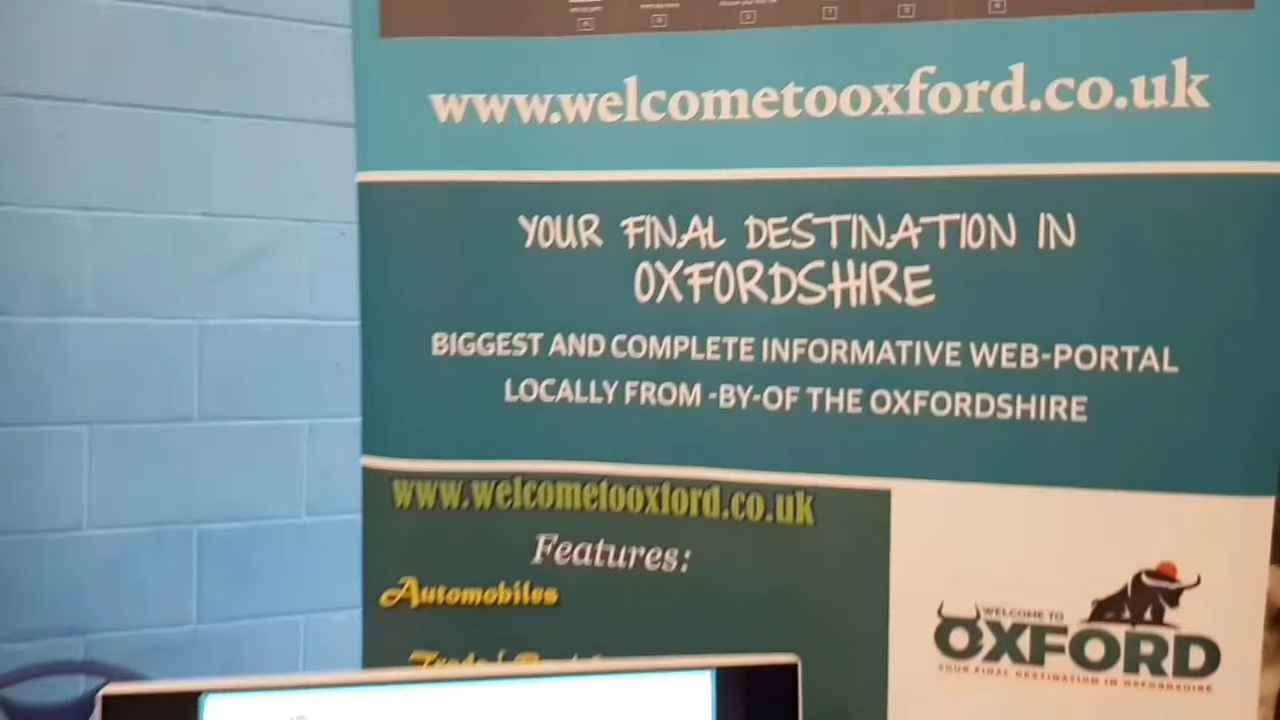 www.welcometooxford.co.uk
YOUR FINAL DESTINATION IN
OXFORDSHIRE
BIGGEST AND COMPLETE INFORMATIVE WEB-PORTAL
LOCALLY FROM -BY-OF THE OXFORDSHIRE
www.welcometooxford.co.uk
Features:
Automobiles
WELCOME TO
OXFORD
YOUR FINAL DESTINATION IN OXFORDSHIRE